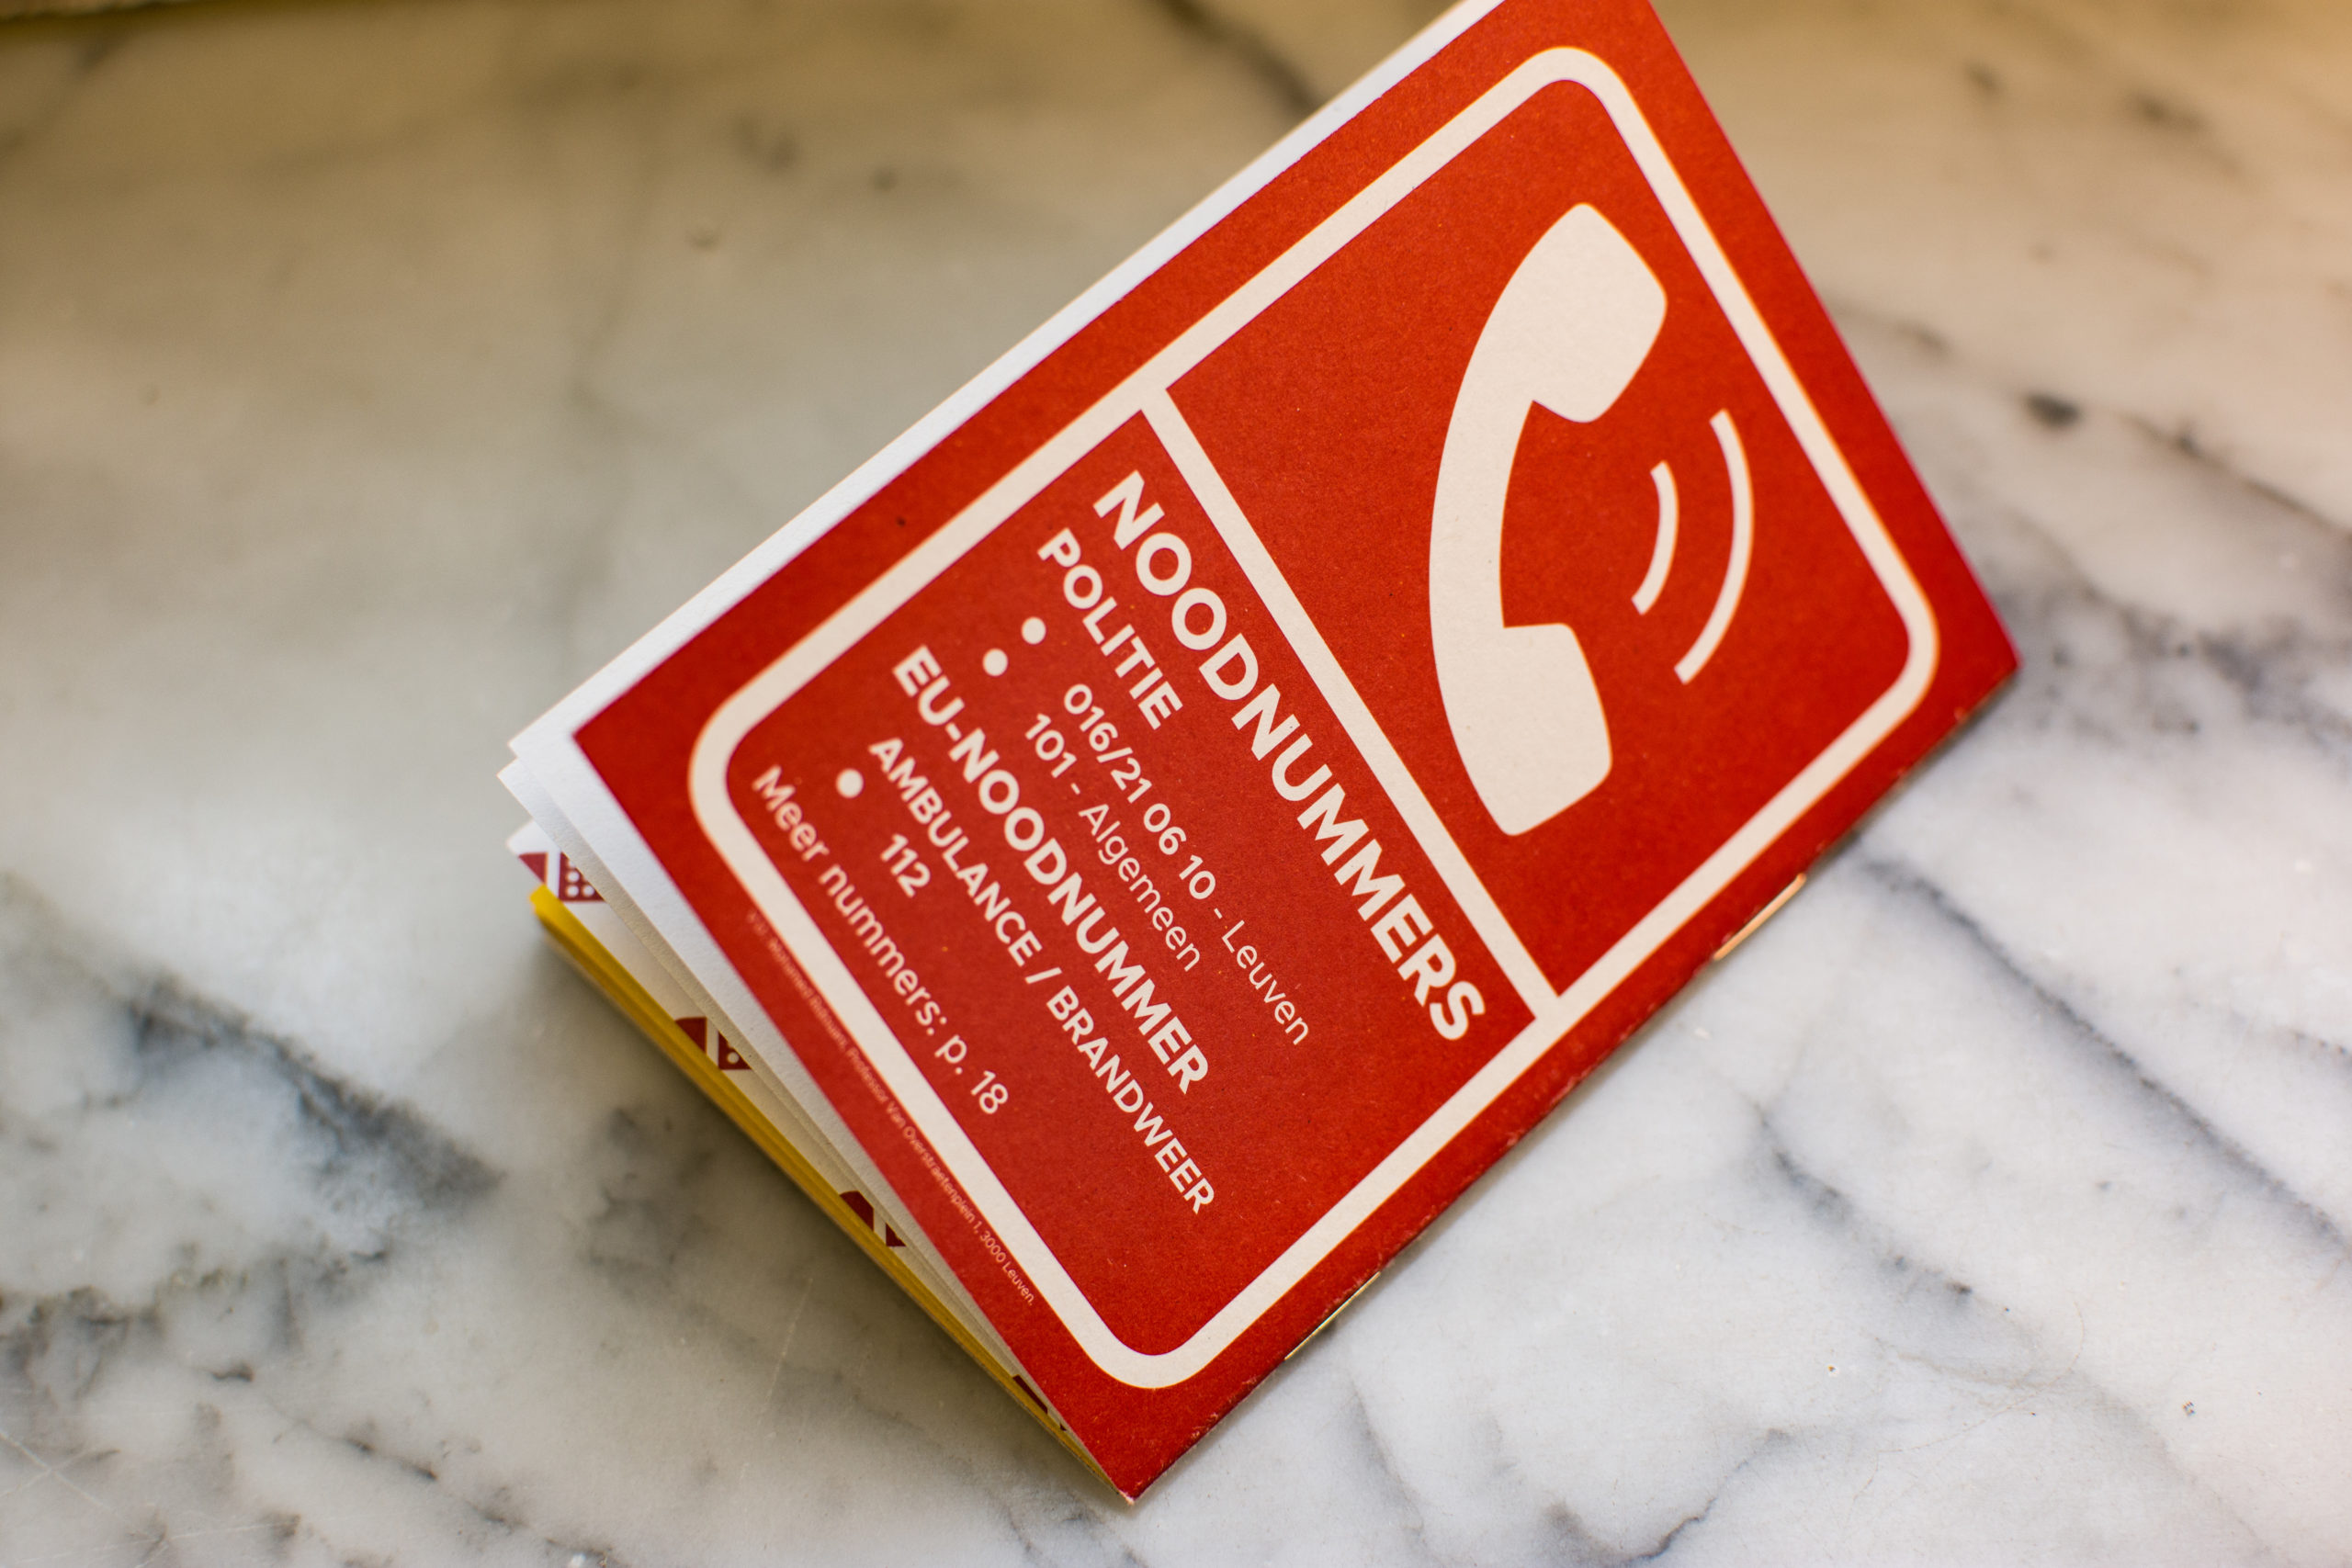 NOODNUMMERS
POLITIE
● 016/21 06 10 - Leuven
● 101 - Algemeen
EU-NOODNUMMER
AMBULANCE / BRANDWEER
● 112
Meer nummers: p. 18
Professor Van Overstraetenplein 1, 3000 Leuven.